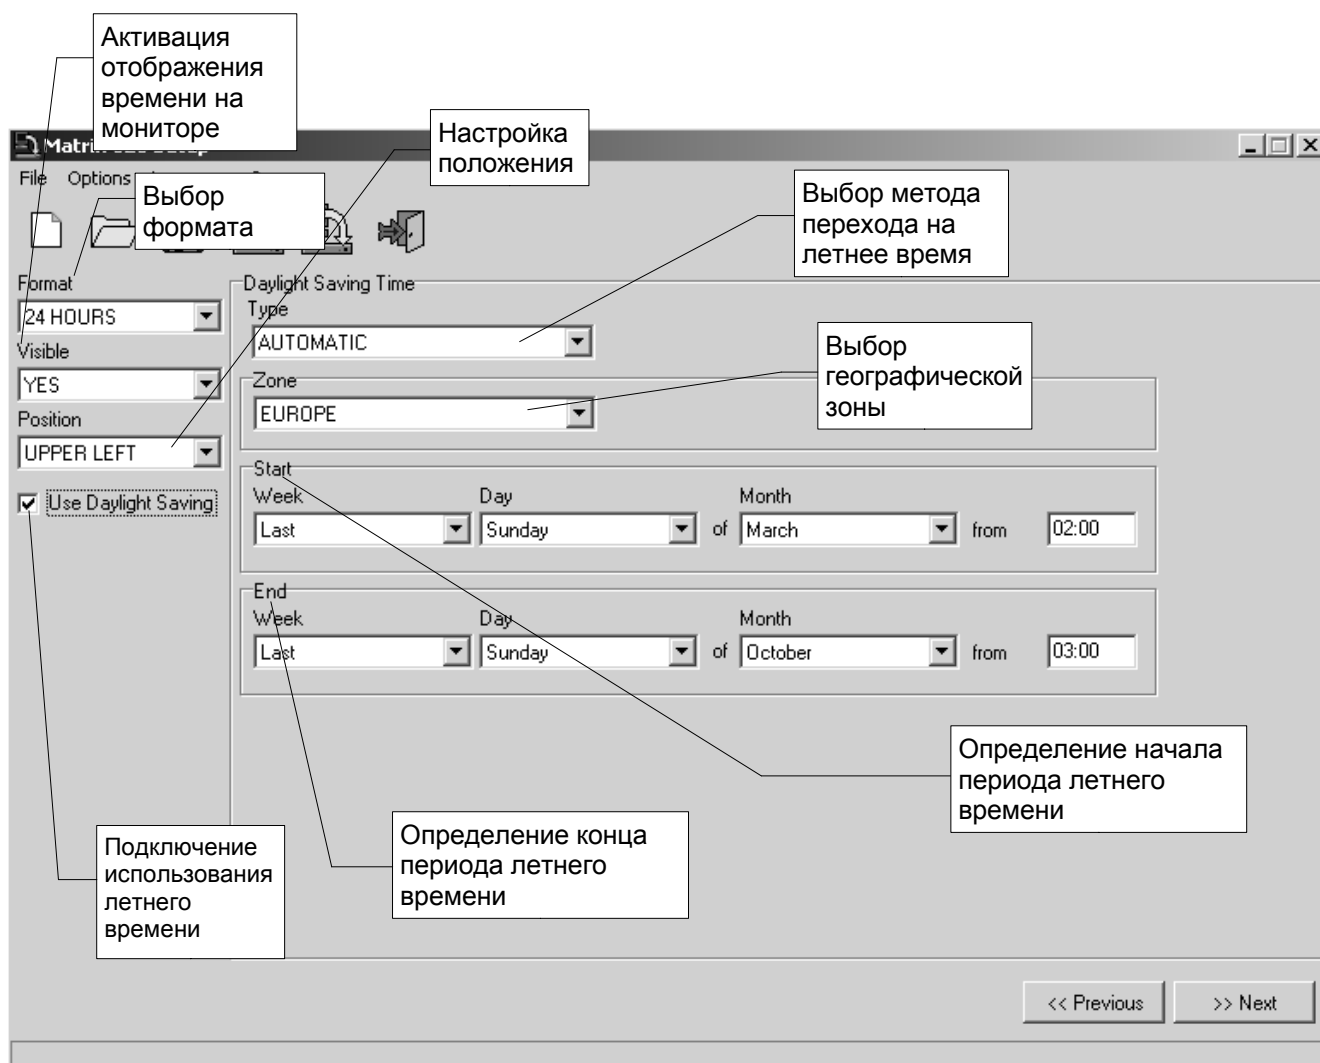 Активация
отображения
времени на
мониторе
Настройка
положения
File Options
Выбор
формата
Выбор метода
перехода на
летнее время
Format
24 HOURS
Visible
YES
Position
UPPER LEFT
Use Daylight Saving
Daylight Saving Time
Type
AUTOMATIC
Zone
EUROPE
Выбор
географической
зоны
Start
Week Day Month
Last Sunday of March from 02:00
End
Week Day Month
Last Sunday of October from 03:00
Определение начала
периода летнего
времени
Определение конца
периода летнего
времени
Подключение
использования
летнего
времени
<< Previous >> Next